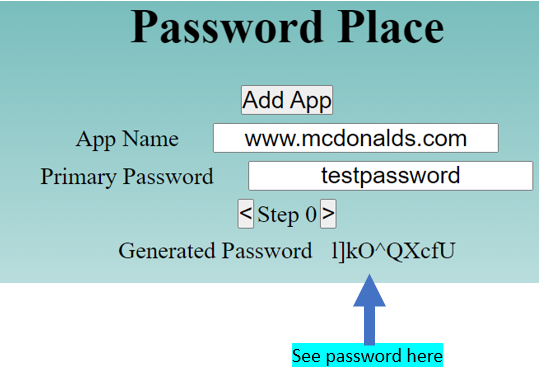 Password Place
Add App
App Name www.mcdonalds.com
Primary Password testpassword
< Step 0 >
Generated Password l]kO^QXcfU
See password here